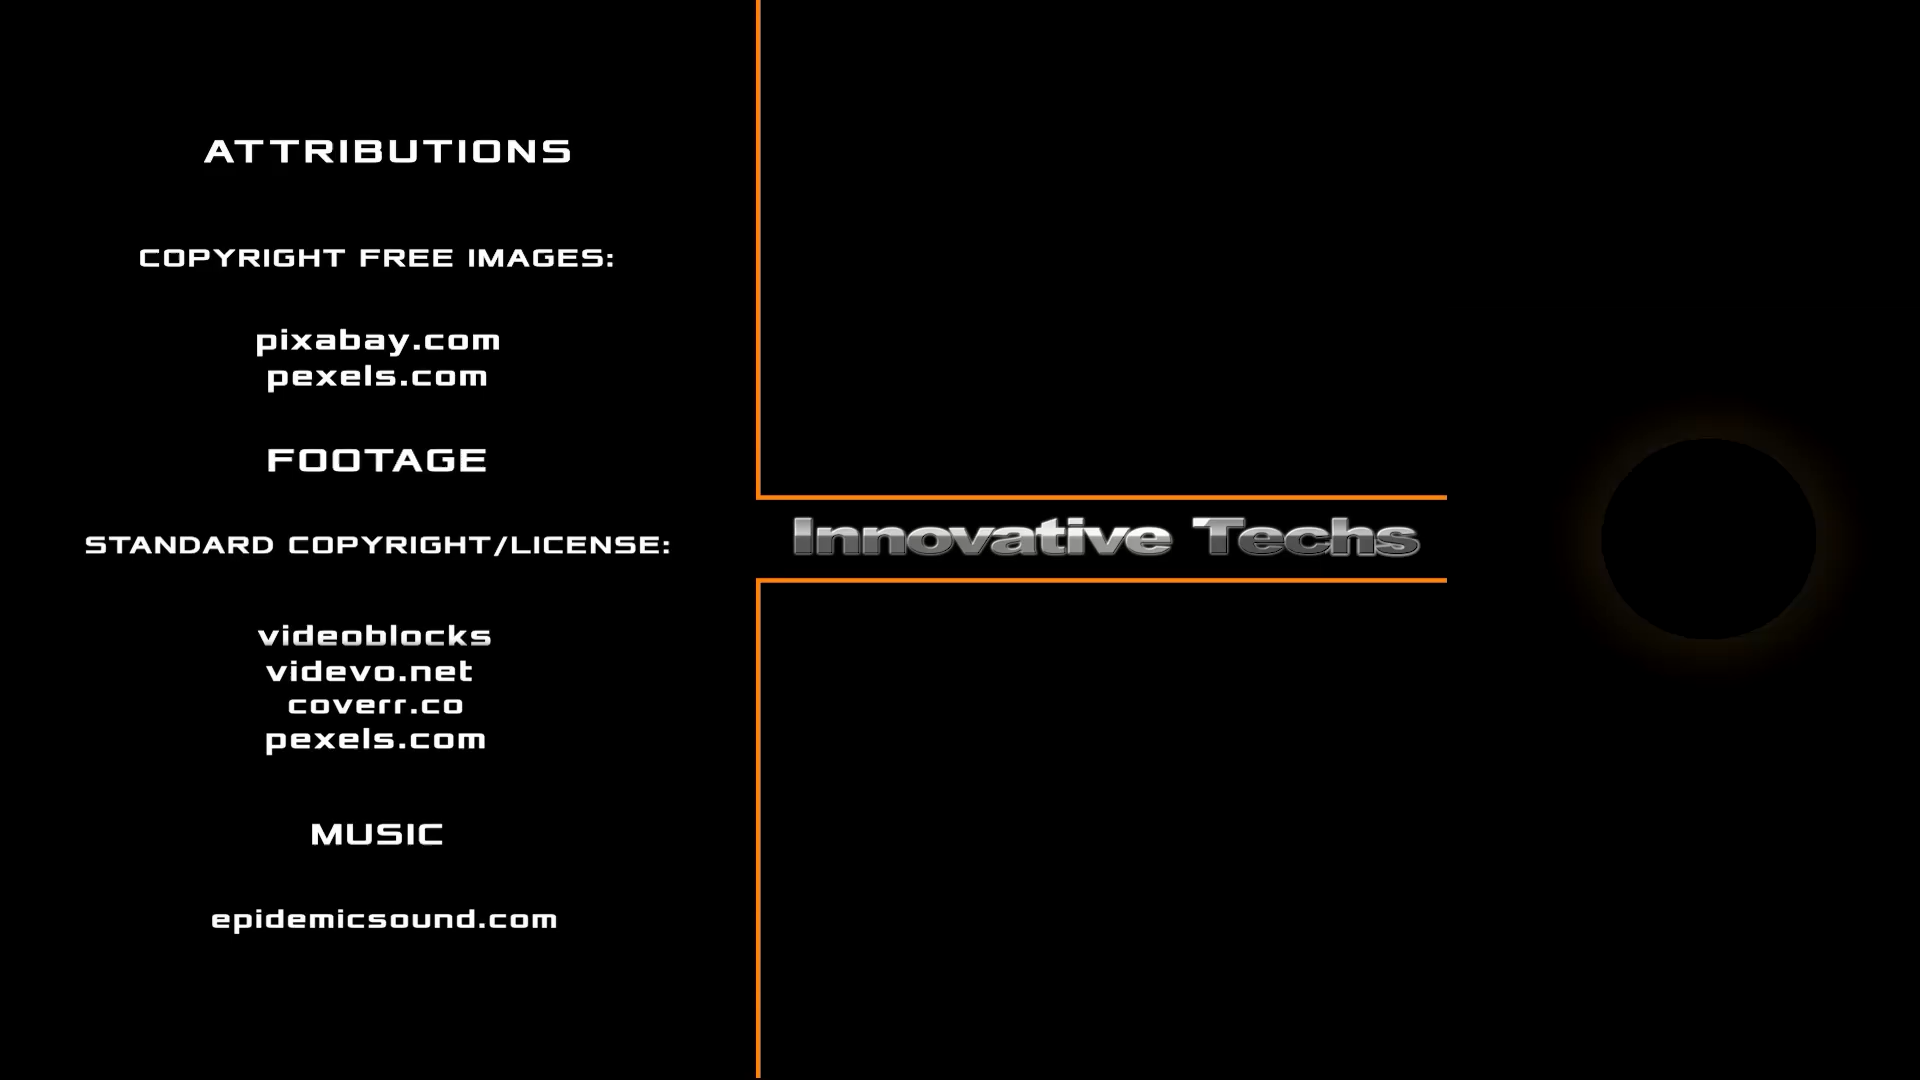 ATTRIBUTIONS
COPYRIGHT FREE IMAGES:
pixabay.com
pexels.com
FOOTAGE
STANDARD COPYRIGHT/LICENSE:
videoblocks
videvo.net
coverr.co
pexels.com
MUSIC
epidemicsound.com
Innovative Techs